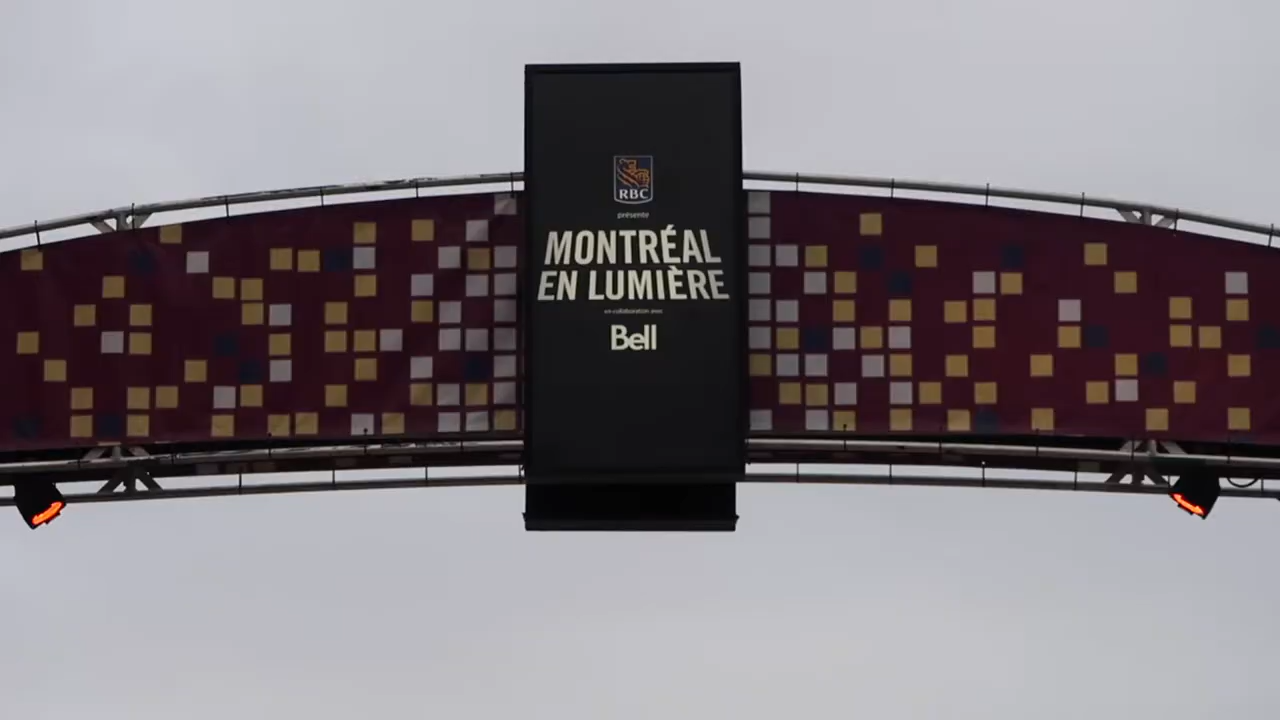 RBC
présente
MONTRÉAL
EN LUMIÈRE
en collaboration avec
Bell